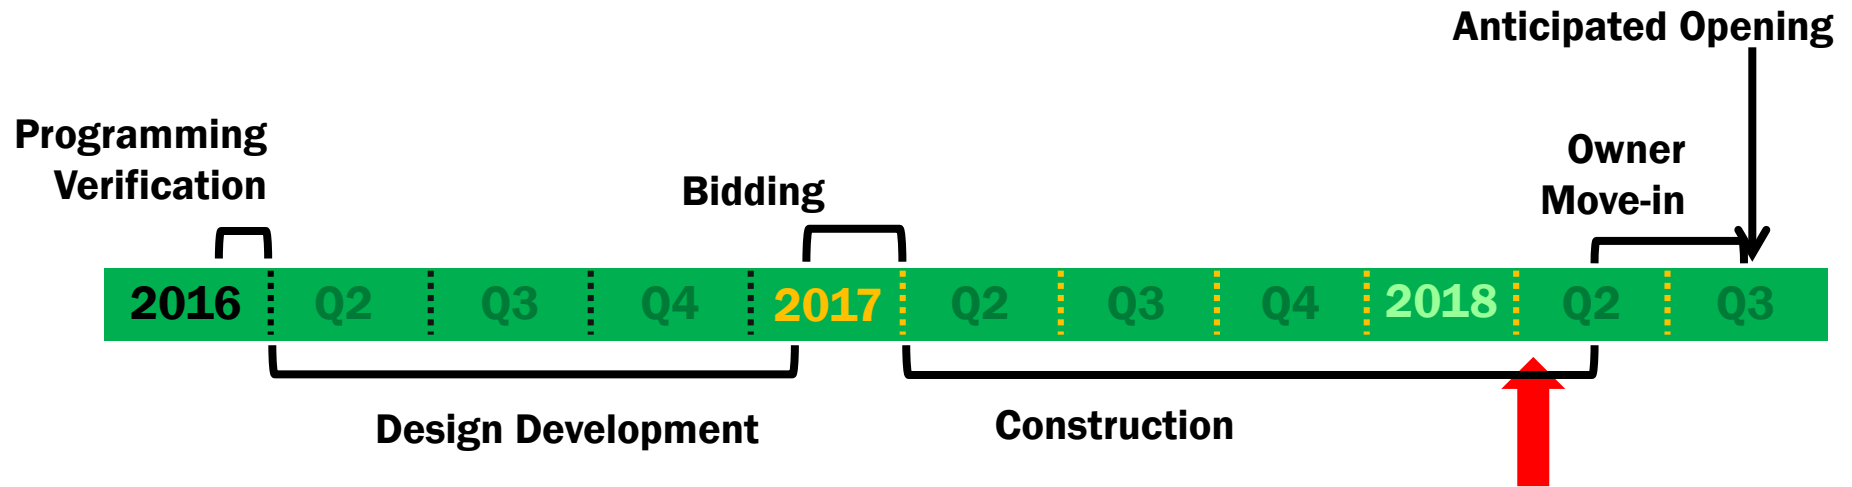 Anticipated Opening
Programming
Verification
Bidding
Owner
Move-in
2016 Q2 Q3 Q4 2017 Q2 Q3 Q4 2018 Q2 Q3
Design Development
Construction